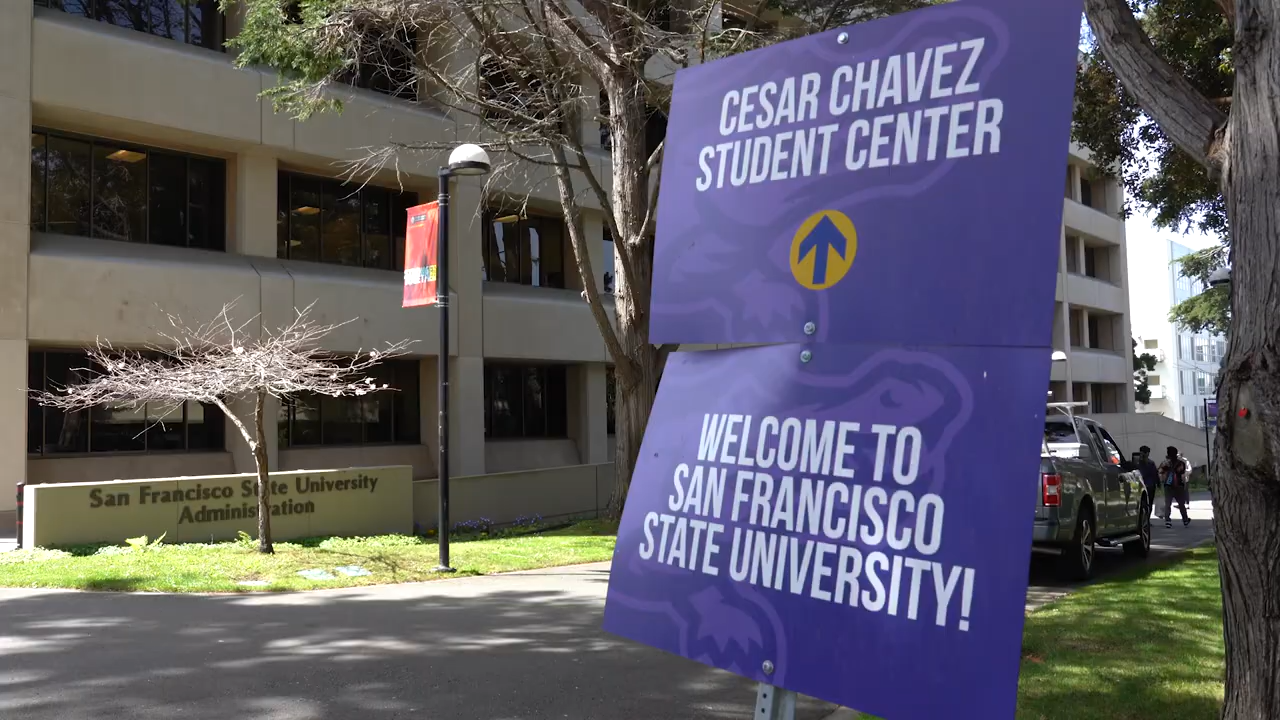 CESAR CHAVEZ
STUDENT CENTER
WELCOME TO
SAN FRANCISCO
STATE UNIVERSITY!
San Francisco State University
Administration